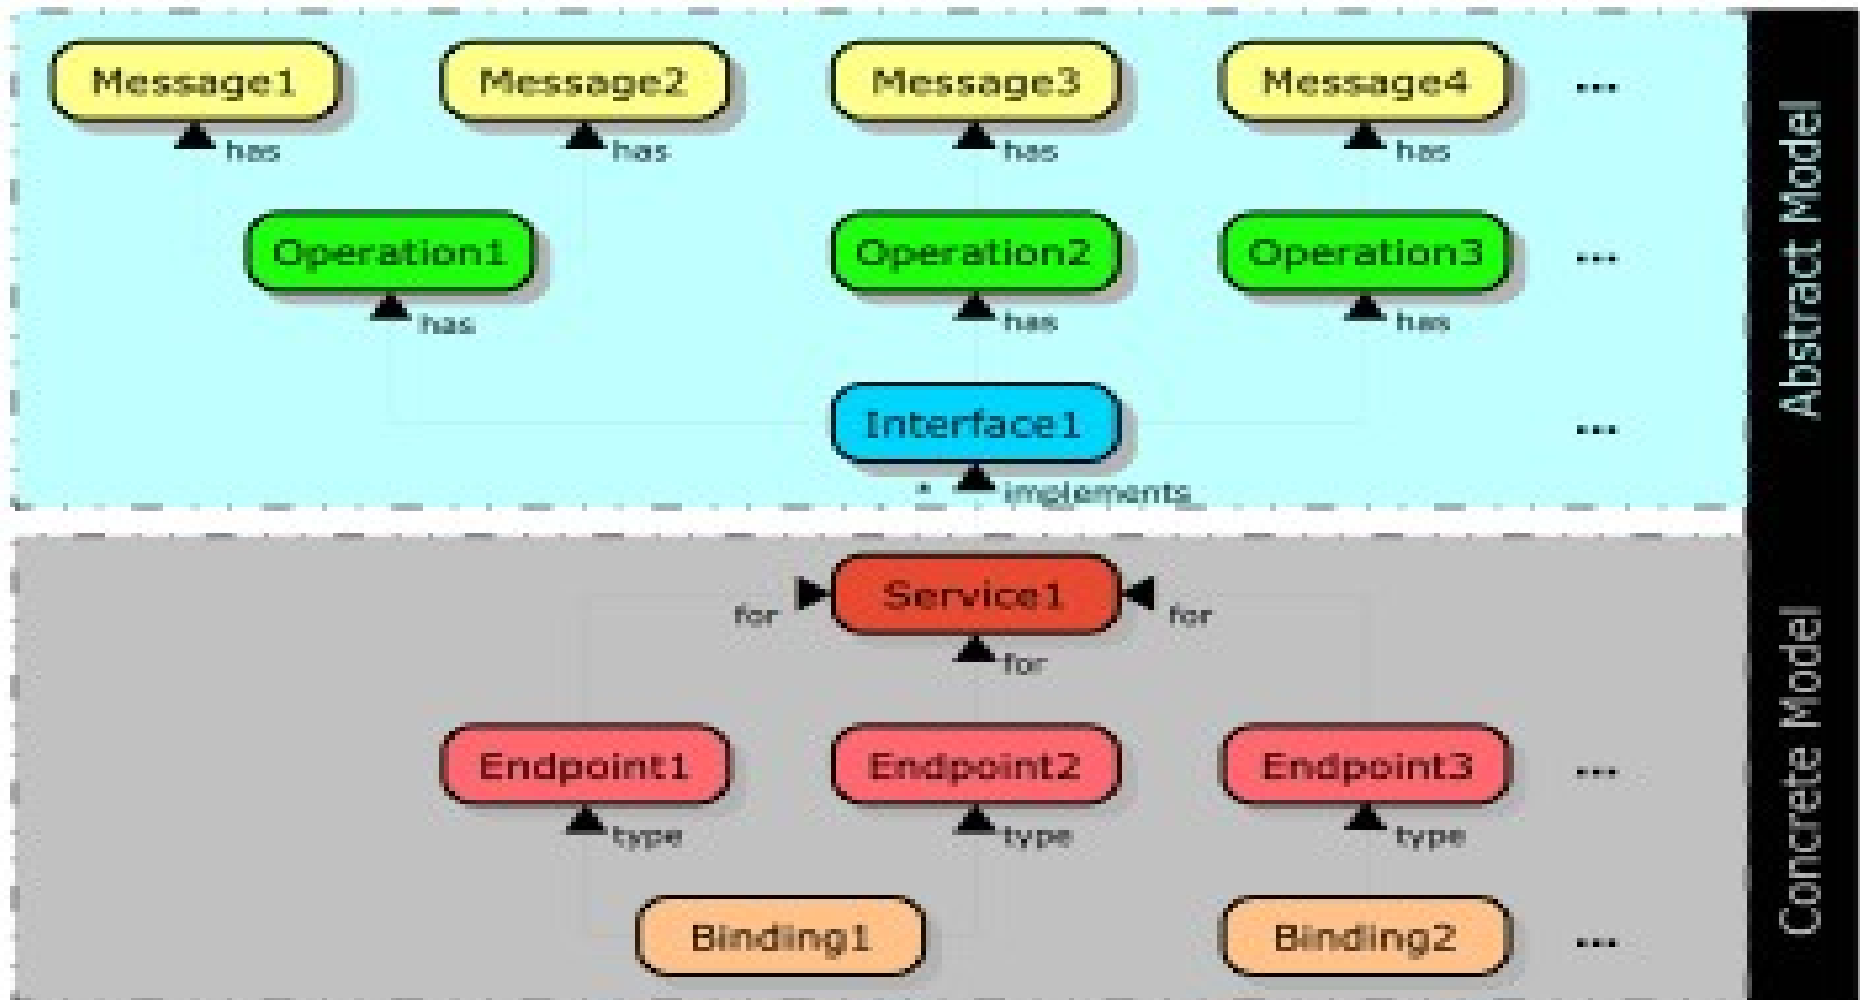 Message1 Message2 Message3 Message4 ...
has has has has
Operation1 Operation2 Operation3 ...
has has has
Interface1 ...
* implements
Abstract Model
Service1
for for
for
Endpoint1 Endpoint2 Endpoint3 ...
type type type
Binding1 Binding2 ...
Concrete Model